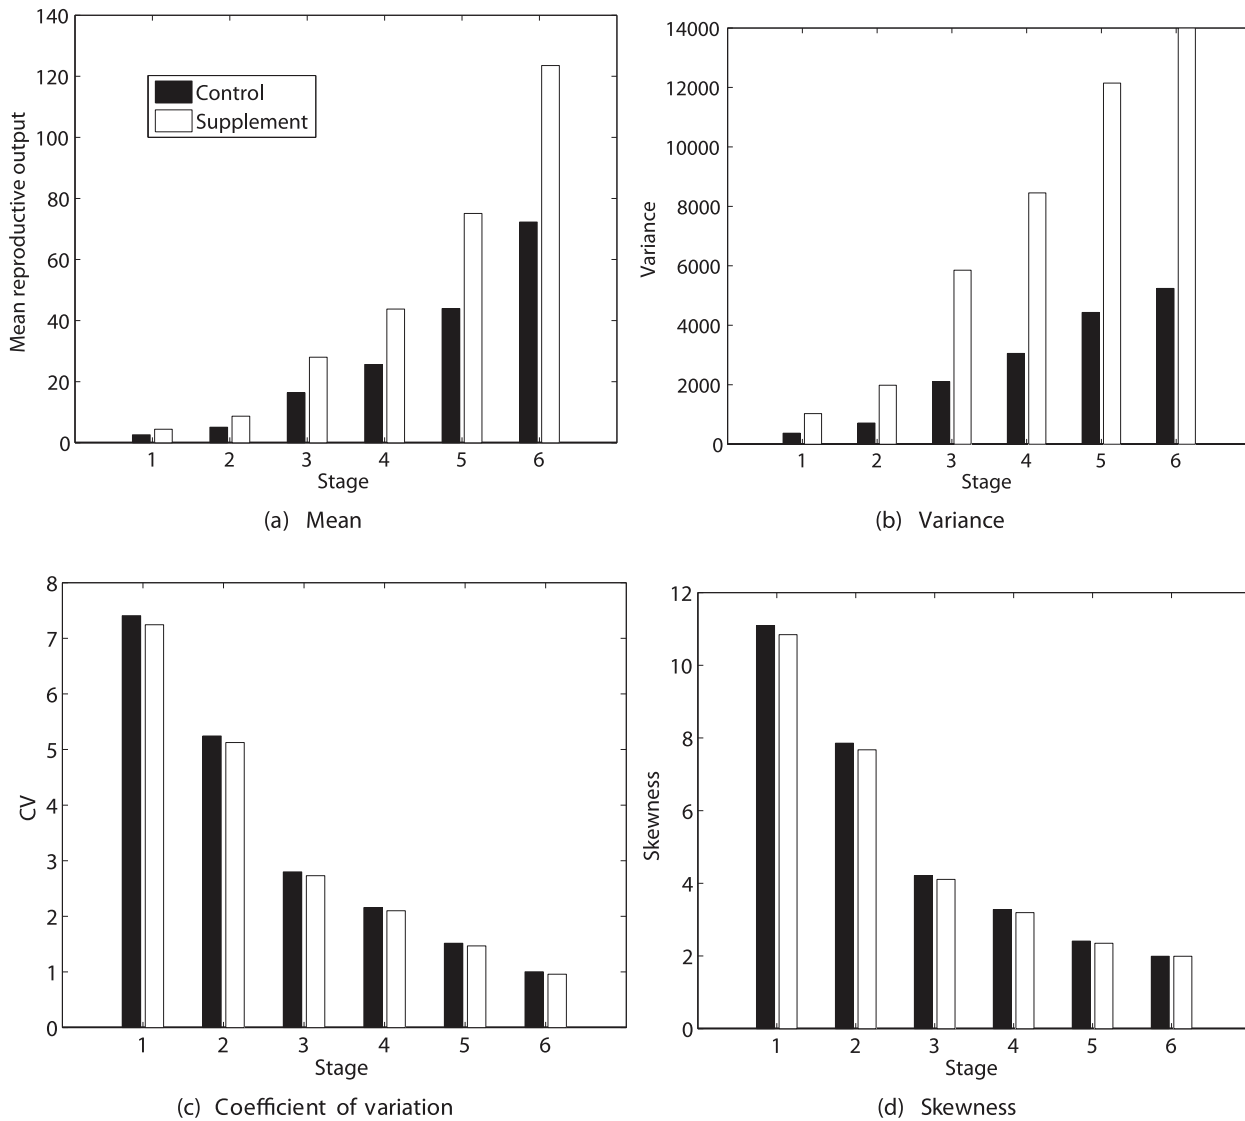 140
120
100
80
60
40
20
0
Mean reproductive output
Control
Supplement
1 2 3 4 5 6
Stage
(a) Mean
14000
12000
10000
8000
6000
4000
2000
0
Variance
1 2 3 4 5 6
Stage
(b) Variance
8
7
6
5
4
3
2
1
0
CV
1 2 3 4 5 6
Stage
(c) Coefficient of variation
12
10
8
6
4
2
0
Skewness
1 2 3 4 5 6
Stage
(d) Skewness